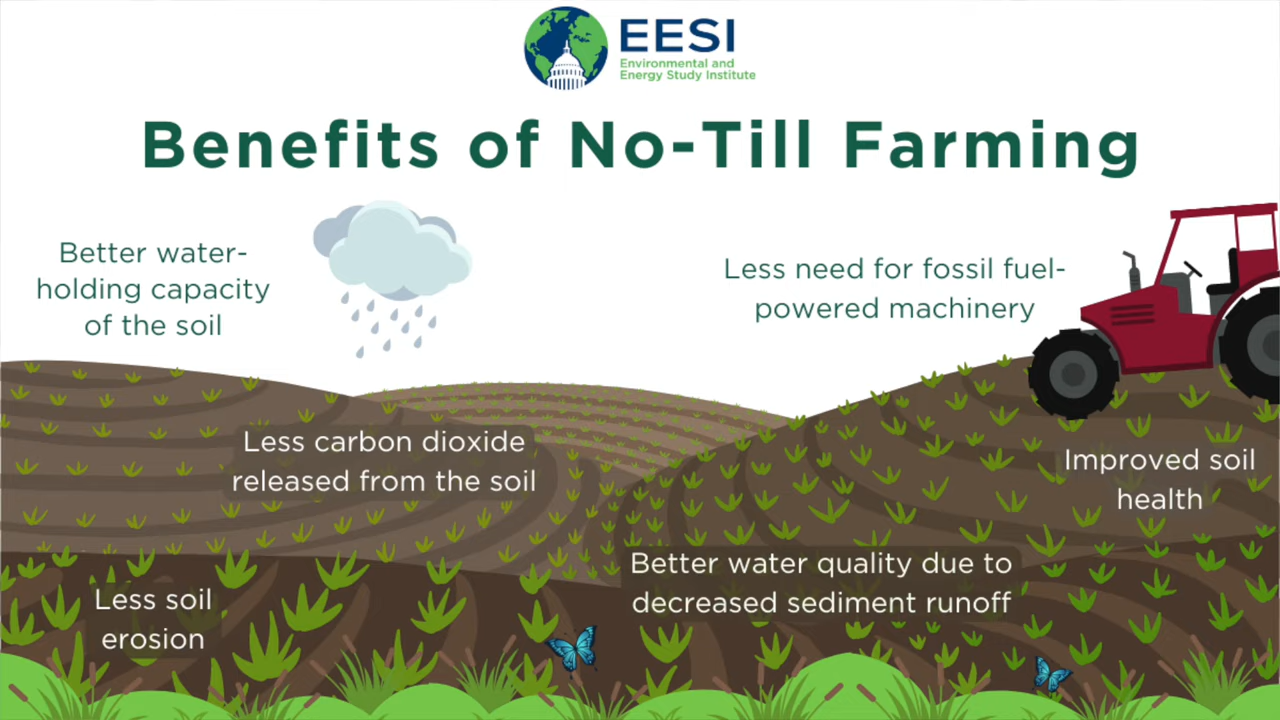 EESI
Environmental and
Energy Study Institute
Benefits of No-Till Farming
Better water-
holding capacity
of the soil
Less need for fossil fuel-
powered machinery
Less carbon dioxide
released from the soil
Improved soil
health
Better water quality due to
decreased sediment runoff
Less soil
erosion